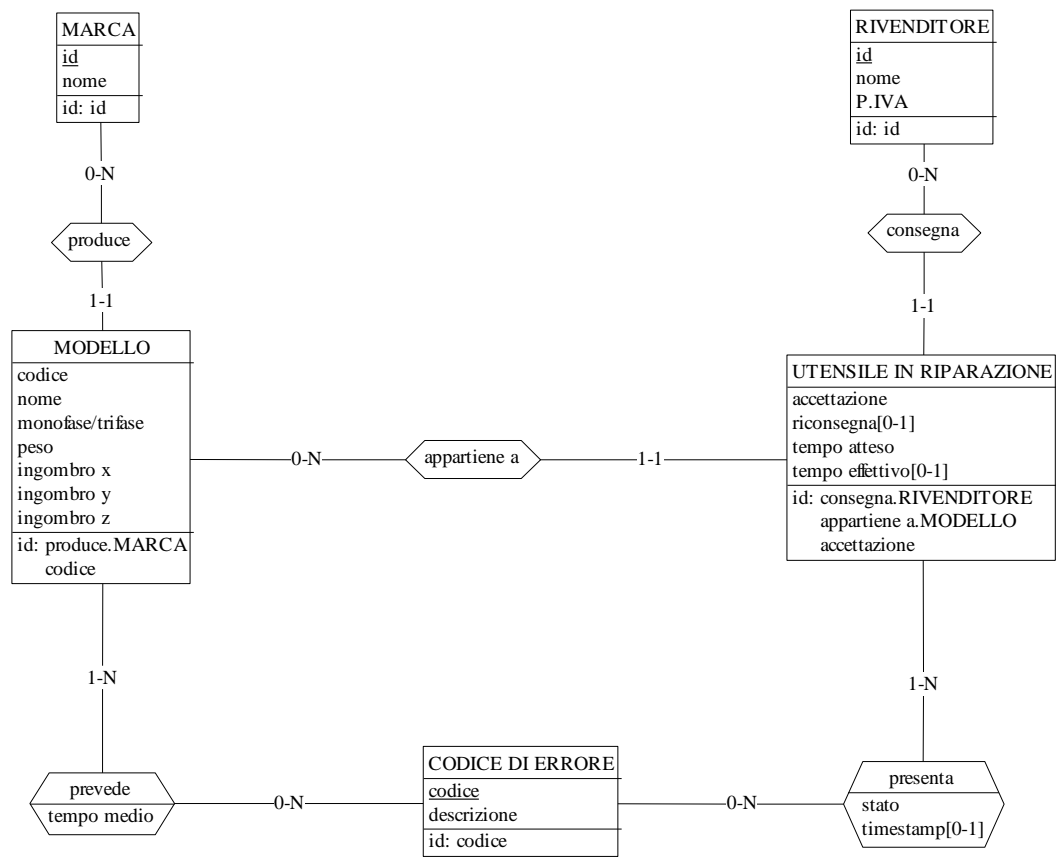 MARCA
id
nome
id: id
RIVENDITORE
id
nome
P.IVA
id: id
0-N
0-N
produce
consegna
1-1
1-1
MODELLO
codice
nome
monofase/trifase
peso
ingombro x
ingombro y
ingombro z
id: produce.MARCA
codice
0-N
appartiene a
1-1
UTENSILE IN RIPARAZIONE
accettazione
riconsegna[0-1]
tempo atteso
tempo effettivo[0-1]
id: consegna.RIVENDITORE
appartiene a.MODELLO
accettazione
1-N
1-N
prevede
tempo medio
0-N
CODICE DI ERRORE
codice
descrizione
id: codice
0-N
presenta
stato
timestamp[0-1]